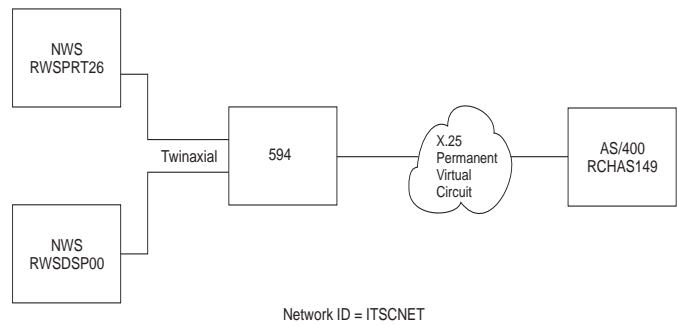 NWS
RWSPRT26
Twinaxial
594
X.25
Permanent
Virtual
Circuit
AS/400
RCHAS149
NWS
RWSDSP00
Network ID = ITSCNET